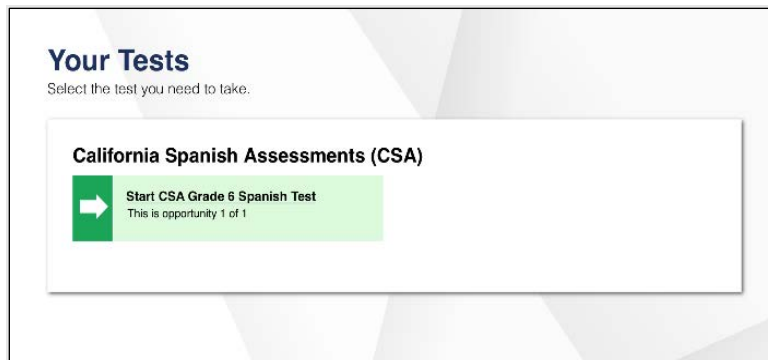 Your Tests
Select the test you need to take.
California Spanish Assessments (CSA)
Start CSA Grade 6 Spanish Test
This is opportunity 1 of 1